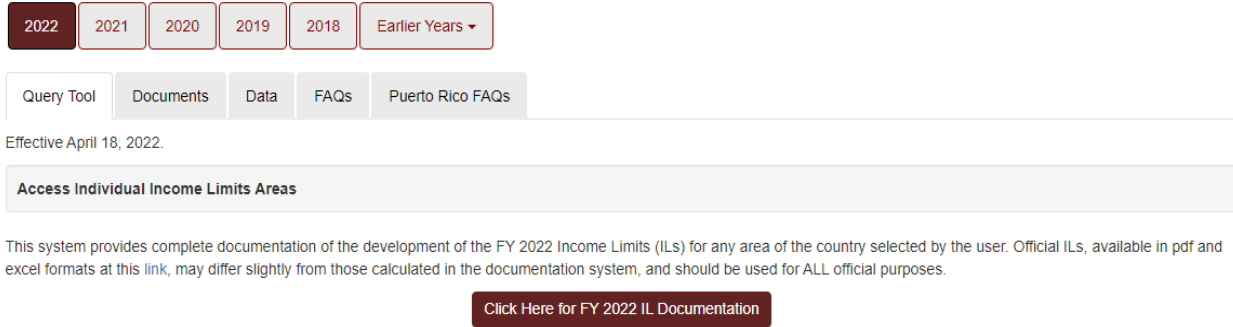 2022 2021 2020 2019 2018 Earlier Years
Query Tool Documents Data FAQs Puerto Rico FAQs
Effective April 18, 2022.
Access Individual Income Limits Areas
This system provides complete documentation of the development of the FY 2022 Income Limits (ILs) for any area of the country selected by the user. Official ILs, available in pdf and
excel formats at this link, may differ slightly from those calculated in the documentation system, and should be used for ALL official purposes.
Click Here for FY 2022 IL Documentation